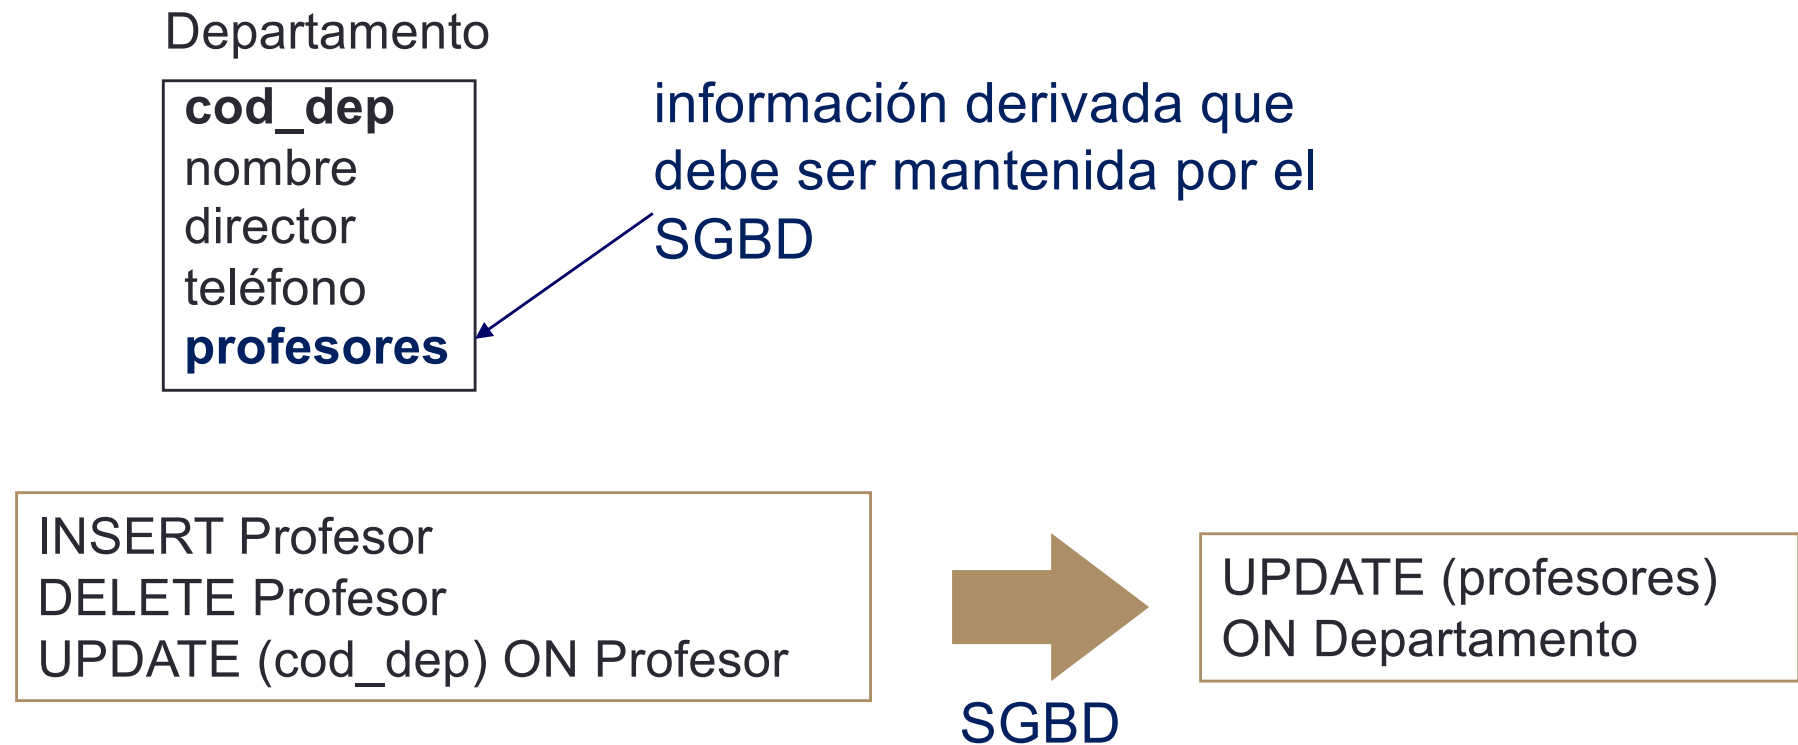 Departamento
cod_dep
nombre
director
teléfono
profesores
información derivada que
debe ser mantenida por el
SGBD
INSERT Profesor
DELETE Profesor
UPDATE (cod_dep) ON Profesor
SGBD
UPDATE (profesores)
ON Departamento